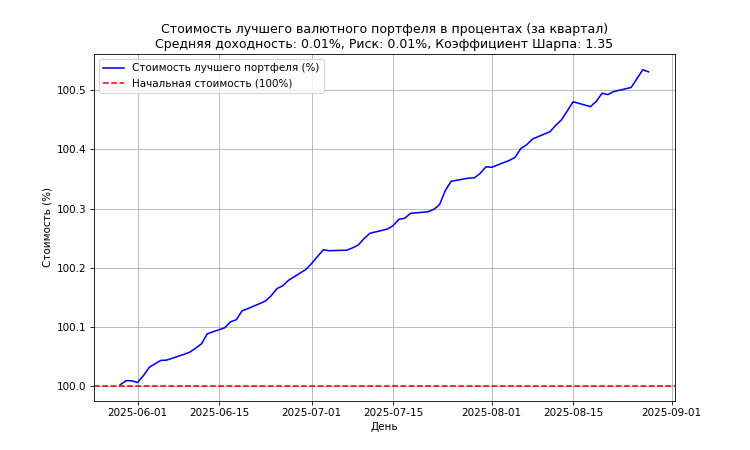 Стоимость лучшего валютного портфеля в процентах (за квартал)
Средняя доходность: 0.01%, Риск: 0.01%, Коэффициент Шарпа: 1.35
Стоимость лучшего портфеля (%)
Начальная стоимость (100%)
Стоимость (%)
100.5
100.4
100.3
100.2
100.1
100.0
2025-06-01
2025-06-15
2025-07-01
2025-07-15
2025-08-01
2025-08-15
2025-09-01
День